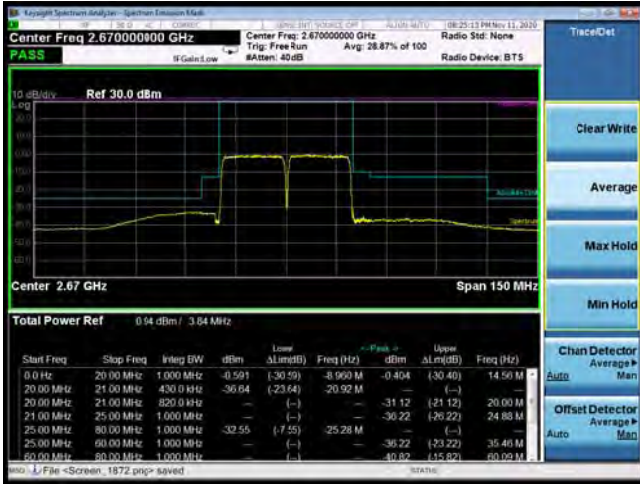 Keysight Spectrum Analyzer - Spectrum Emission Mask
08:25:13 PM Nov 11, 2020
Center Freq 2.670000000 GHz
Center Freq: 2.670000000 GHz
Radio Std: None
Trace/Det
PASS
IFGain:Low
Trig: Free Run
Avg: 28.87% of 100
#Atten: 40dB
Radio Device: BTS
10 dB/div
Ref 30.0 dBm
Log
Clear Write
Average
Max Hold
Min Hold
Center 2.67 GHz
Span 150 MHz
Total Power Ref
0.94 dBm / 3.84 MHz
Lower
<-Peak->
Upper
Start Freq Stop Freq Integ BW dBm ΔLim(dB) Freq (Hz) dBm ΔLim(dB) Freq (Hz)
0.0 Hz 20.00 MHz 1.000 MHz -0.591 (-30.59) -8.960 M -0.404 (-30.40) 14.56 M
20.00 MHz 21.00 MHz 430.0 kHz -36.64 (-23.64) -20.92 M --- (---)
20.00 MHz 21.00 MHz 820.0 kHz --- (---) -31.12 (-21.12) 20.00 M
21.00 MHz 25.00 MHz 1.000 MHz --- (---) -36.22 (-26.22) 24.88 M
25.00 MHz 80.00 MHz 1.000 MHz -32.55 (-7.55) -25.28 M --- (---)
25.00 MHz 60.00 MHz 1.000 MHz --- (---) -36.22 (-23.22) 35.46 M
60.00 MHz 80.00 MHz 1.000 MHz --- (---) -40.82 (-15.82) 60.09 M
Chan Detector
Average
Auto Man
Offset Detector
Average
Auto Man
MSG
File <Screen_1872.png> saved
STATUS